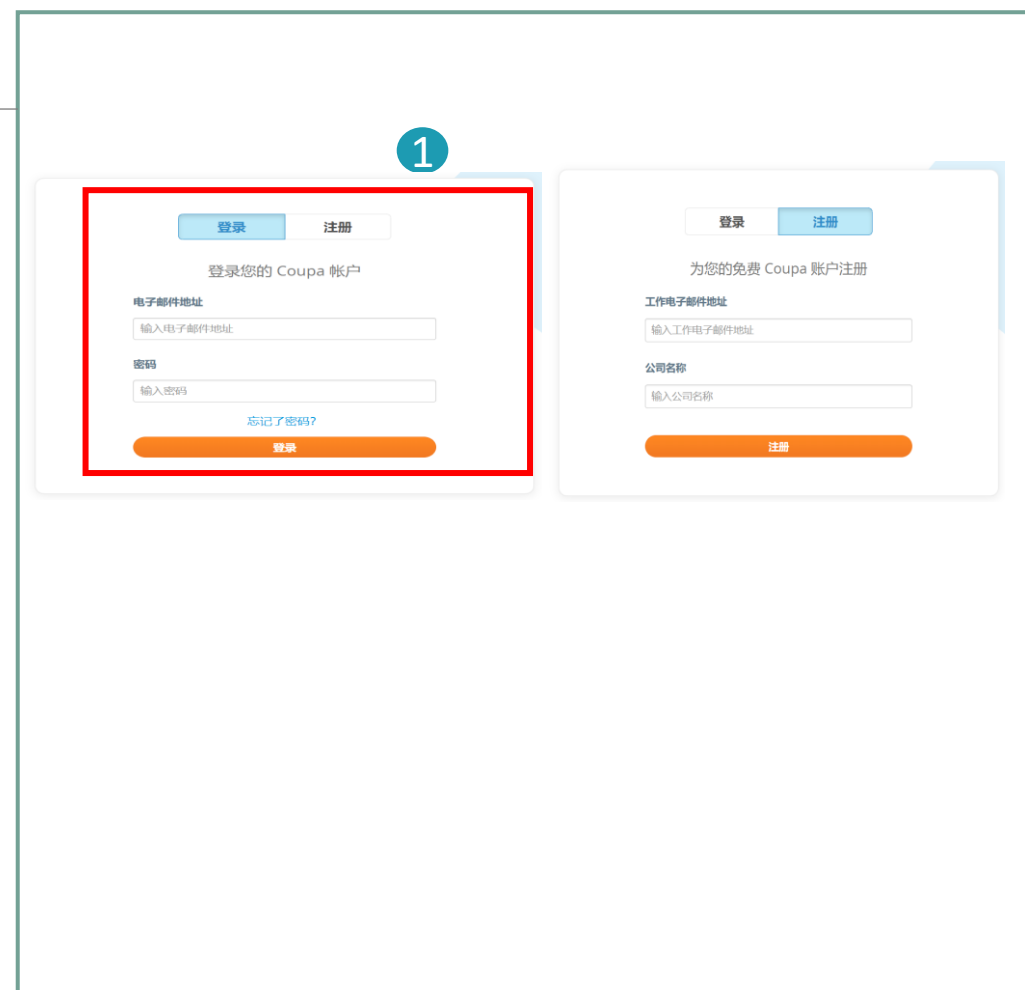 1
登录 注册
登录您的 Coupa 帐户
电子邮件地址
输入电子邮件地址
密码
输入密码
忘记了密码?
登录
登录 注册
为您的免费 Coupa 账户注册
工作电子邮件地址
输入工作电子邮件地址
公司名称
输入公司名称
注册